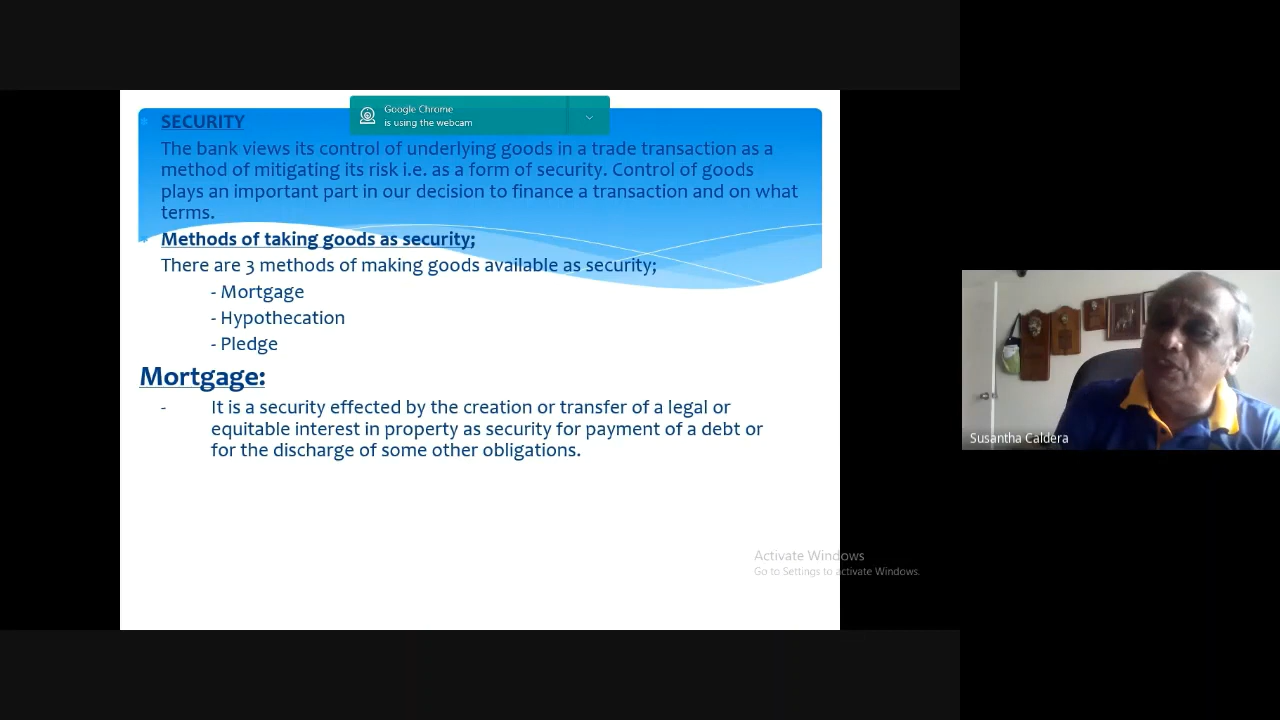 Google Chrome
is using the webcam
SECURITY
The bank views its control of underlying goods in a trade transaction as a
method of mitigating its risk i.e. as a form of security. Control of goods
plays an important part in our decision to finance a transaction and on what
terms.
Methods of taking goods as security;
There are 3 methods of making goods available as security;
- Mortgage
- Hypothecation
- Pledge
Mortgage:
- It is a security effected by the creation or transfer of a legal or
equitable interest in property as security for payment of a debt or
for the discharge of some other obligations.
Susantha Caldera
Activate Windows
Go to Settings to activate Windows.